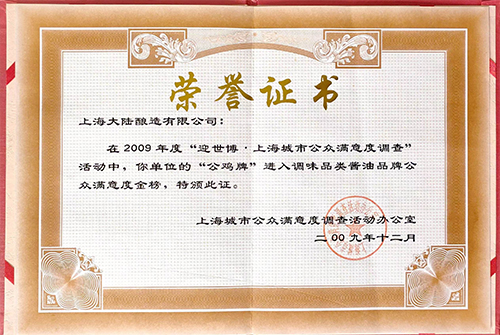 荣誉证书
上海大陆酿造有限公司：
在2009年度“迎世博·上海城市公众满意度调查”
活动中，你单位的“公鸡牌”进入调味品类酱油品牌公
众满意度金榜，特颁此证。
上海城市公众满意度调查活动办公室
二00九年十二月